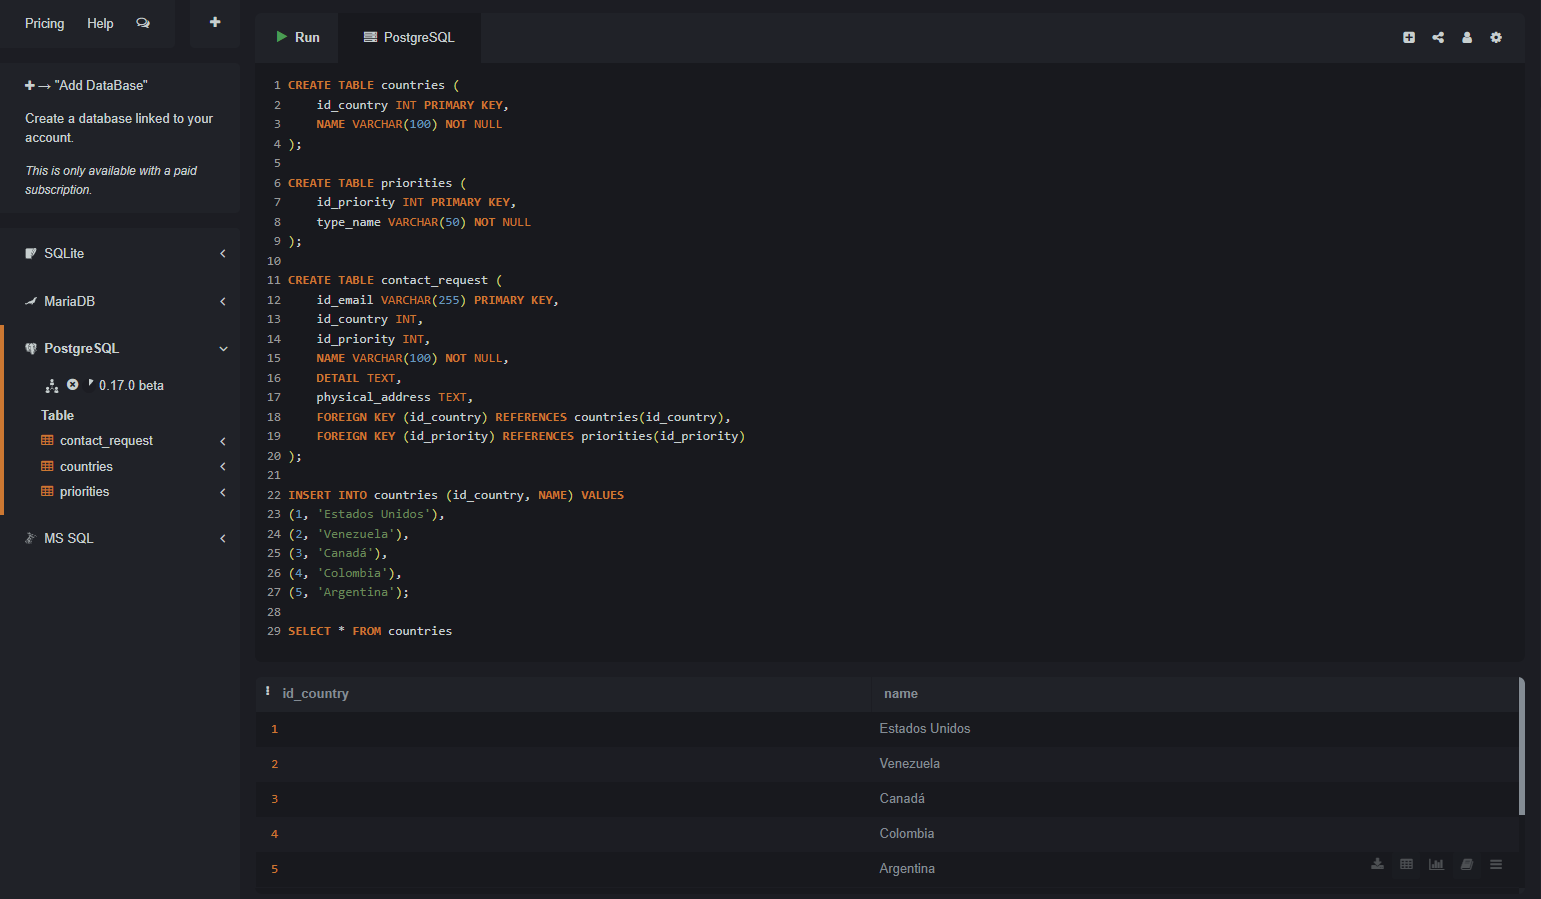 Pricing Help
"Add DataBase"
Create a database linked to your
account.
This is only available with a paid
subscription.
SQLite
MariaDB
PostgreSQL
0.17.0 beta
Table
contact_request
countries
priorities
MS SQL
Run PostgreSQL
1 CREATE TABLE countries (
2     id_country INT PRIMARY KEY,
3     NAME VARCHAR(100) NOT NULL
4 );
5
6 CREATE TABLE priorities (
7     id_priority INT PRIMARY KEY,
8     type_name VARCHAR(50) NOT NULL
9 );
10
11 CREATE TABLE contact_request (
12     id_email VARCHAR(255) PRIMARY KEY,
13     id_country INT,
14     id_priority INT,
15     NAME VARCHAR(100) NOT NULL,
16     DETAIL TEXT,
17     physical_address TEXT,
18     FOREIGN KEY (id_country) REFERENCES countries(id_country),
19     FOREIGN KEY (id_priority) REFERENCES priorities(id_priority)
20 );
21
22 INSERT INTO countries (id_country, NAME) VALUES
23 (1, 'Estados Unidos'),
24 (2, 'Venezuela'),
25 (3, 'Canadá'),
26 (4, 'Colombia'),
27 (5, 'Argentina');
28
29 SELECT * FROM countries
id_country name
1 Estados Unidos
2 Venezuela
3 Canadá
4 Colombia
5 Argentina